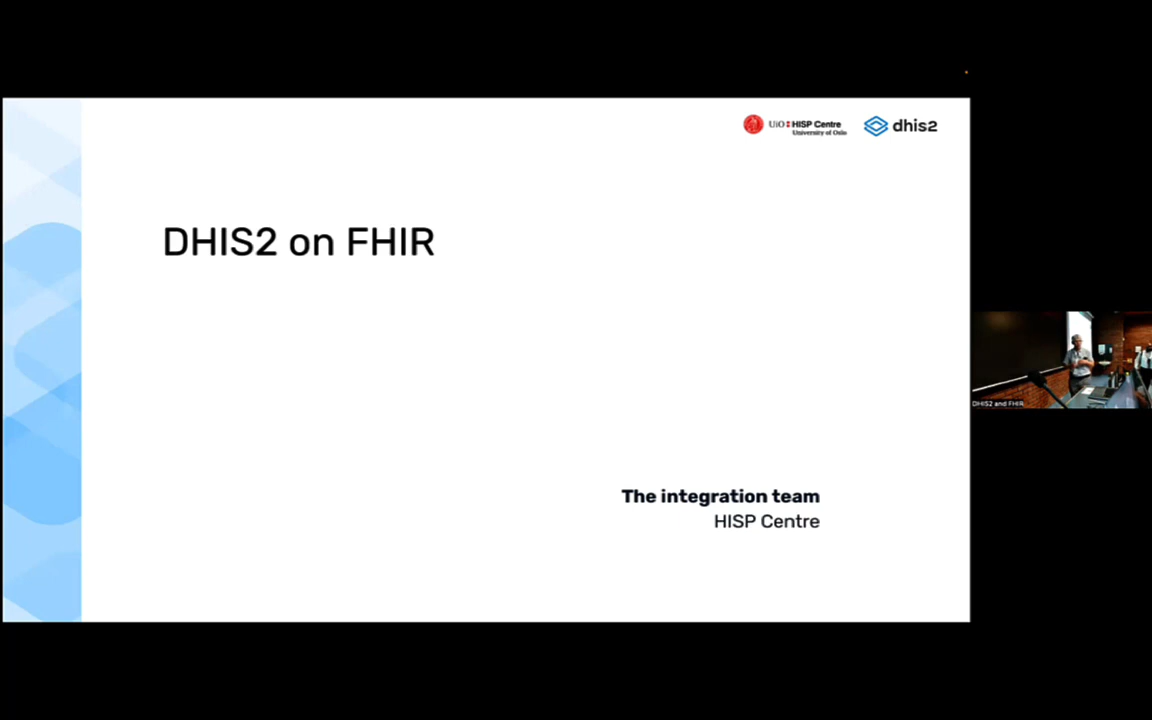 UiO HISP Centre
University of Oslo
dhis2
DHIS2 on FHIR
The integration team
HISP Centre
DHIS2 and FHIR